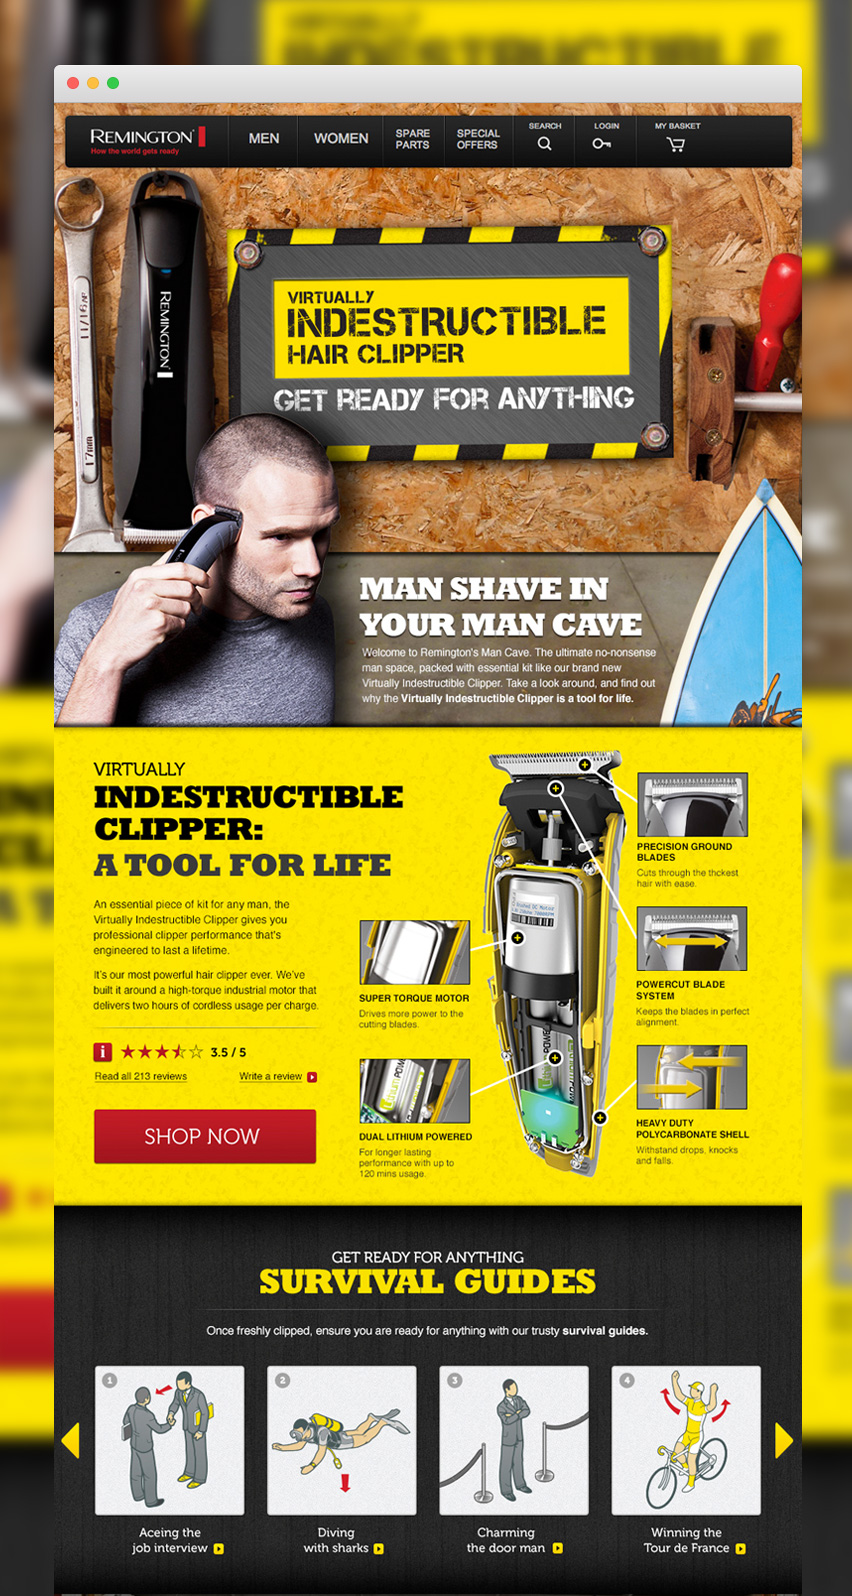 VIRTUALLY
INDESTRUCTIBLE
REMINGTON
How the world gets ready
MEN
WOMEN
SPARE
PARTS
SPECIAL
OFFERS
SEARCH
LOGIN
MY BASKET
11/16 AF
17mm
REMINGTON
VIRTUALLY
INDESTRUCTIBLE
HAIR CLIPPER
GET READY FOR ANYTHING
MAN SHAVE IN
YOUR MAN CAVE
Welcome to Remington's Man Cave. The ultimate no-nonsense
man space, packed with essential kit like our brand new
Virtually Indestructible Clipper. Take a look around, and find out
why the Virtually Indestructible Clipper is a tool for life.
VIRTUALLY
INDESTRUCTIBLE
CLIPPER:
A TOOL FOR LIFE
An essential piece of kit for any man, the
Virtually Indestructible Clipper gives you
professional clipper performance that's
engineered to last a lifetime.
It's our most powerful hair clipper ever. We've
built it around a high-torque industrial motor that
delivers two hours of cordless usage per charge.
i
3.5 / 5
Read all 213 reviews
Write a review
SHOP NOW
SUPER TORQUE MOTOR
Drives more power to the
cutting blades.
DUAL LITHIUM POWERED
For longer lasting
performance with up to
120 mins usage.
PRECISION GROUND
BLADES
Cuts through the thckest
hair with ease.
POWERCUT BLADE
SYSTEM
Keeps the blades in perfect
alignment.
HEAVY DUTY
POLYCARBONATE SHELL
Withstand drops, knocks
and falls.
GET READY FOR ANYTHING
SURVIVAL GUIDES
Once freshly clipped, ensure you are ready for anything with our trusty survival guides.
1
2
3
4
Aceing the
job interview
Diving
with sharks
Charming
the door man
Winning the
Tour de France